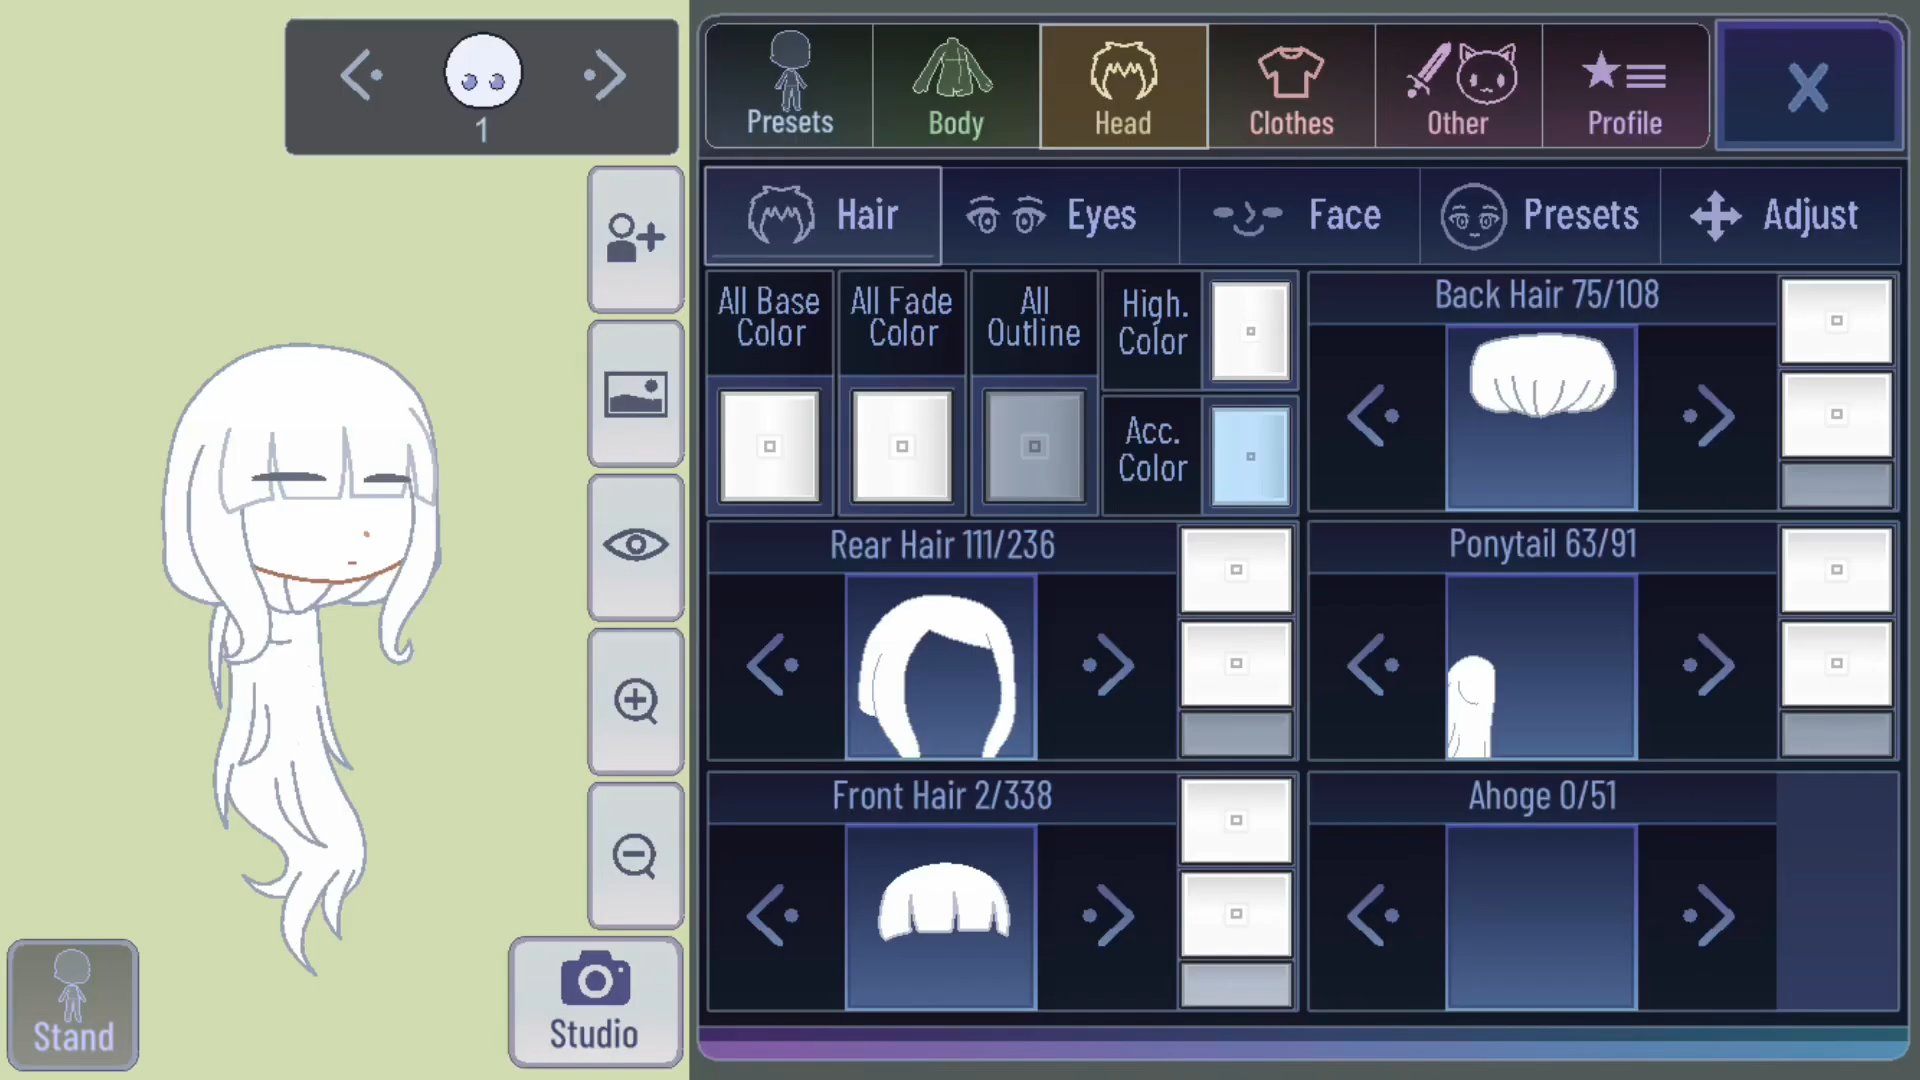 1
Presets
Body
Head
Clothes
Other
Profile
X
Hair
Eyes
Face
Presets
Adjust
All Base
Color
All Fade
Color
All
Outline
High.
Color
Acc.
Color
Back Hair 75/108
Rear Hair 111/236
Ponytail 63/91
Front Hair 2/338
Ahoge 0/51
Stand
Studio